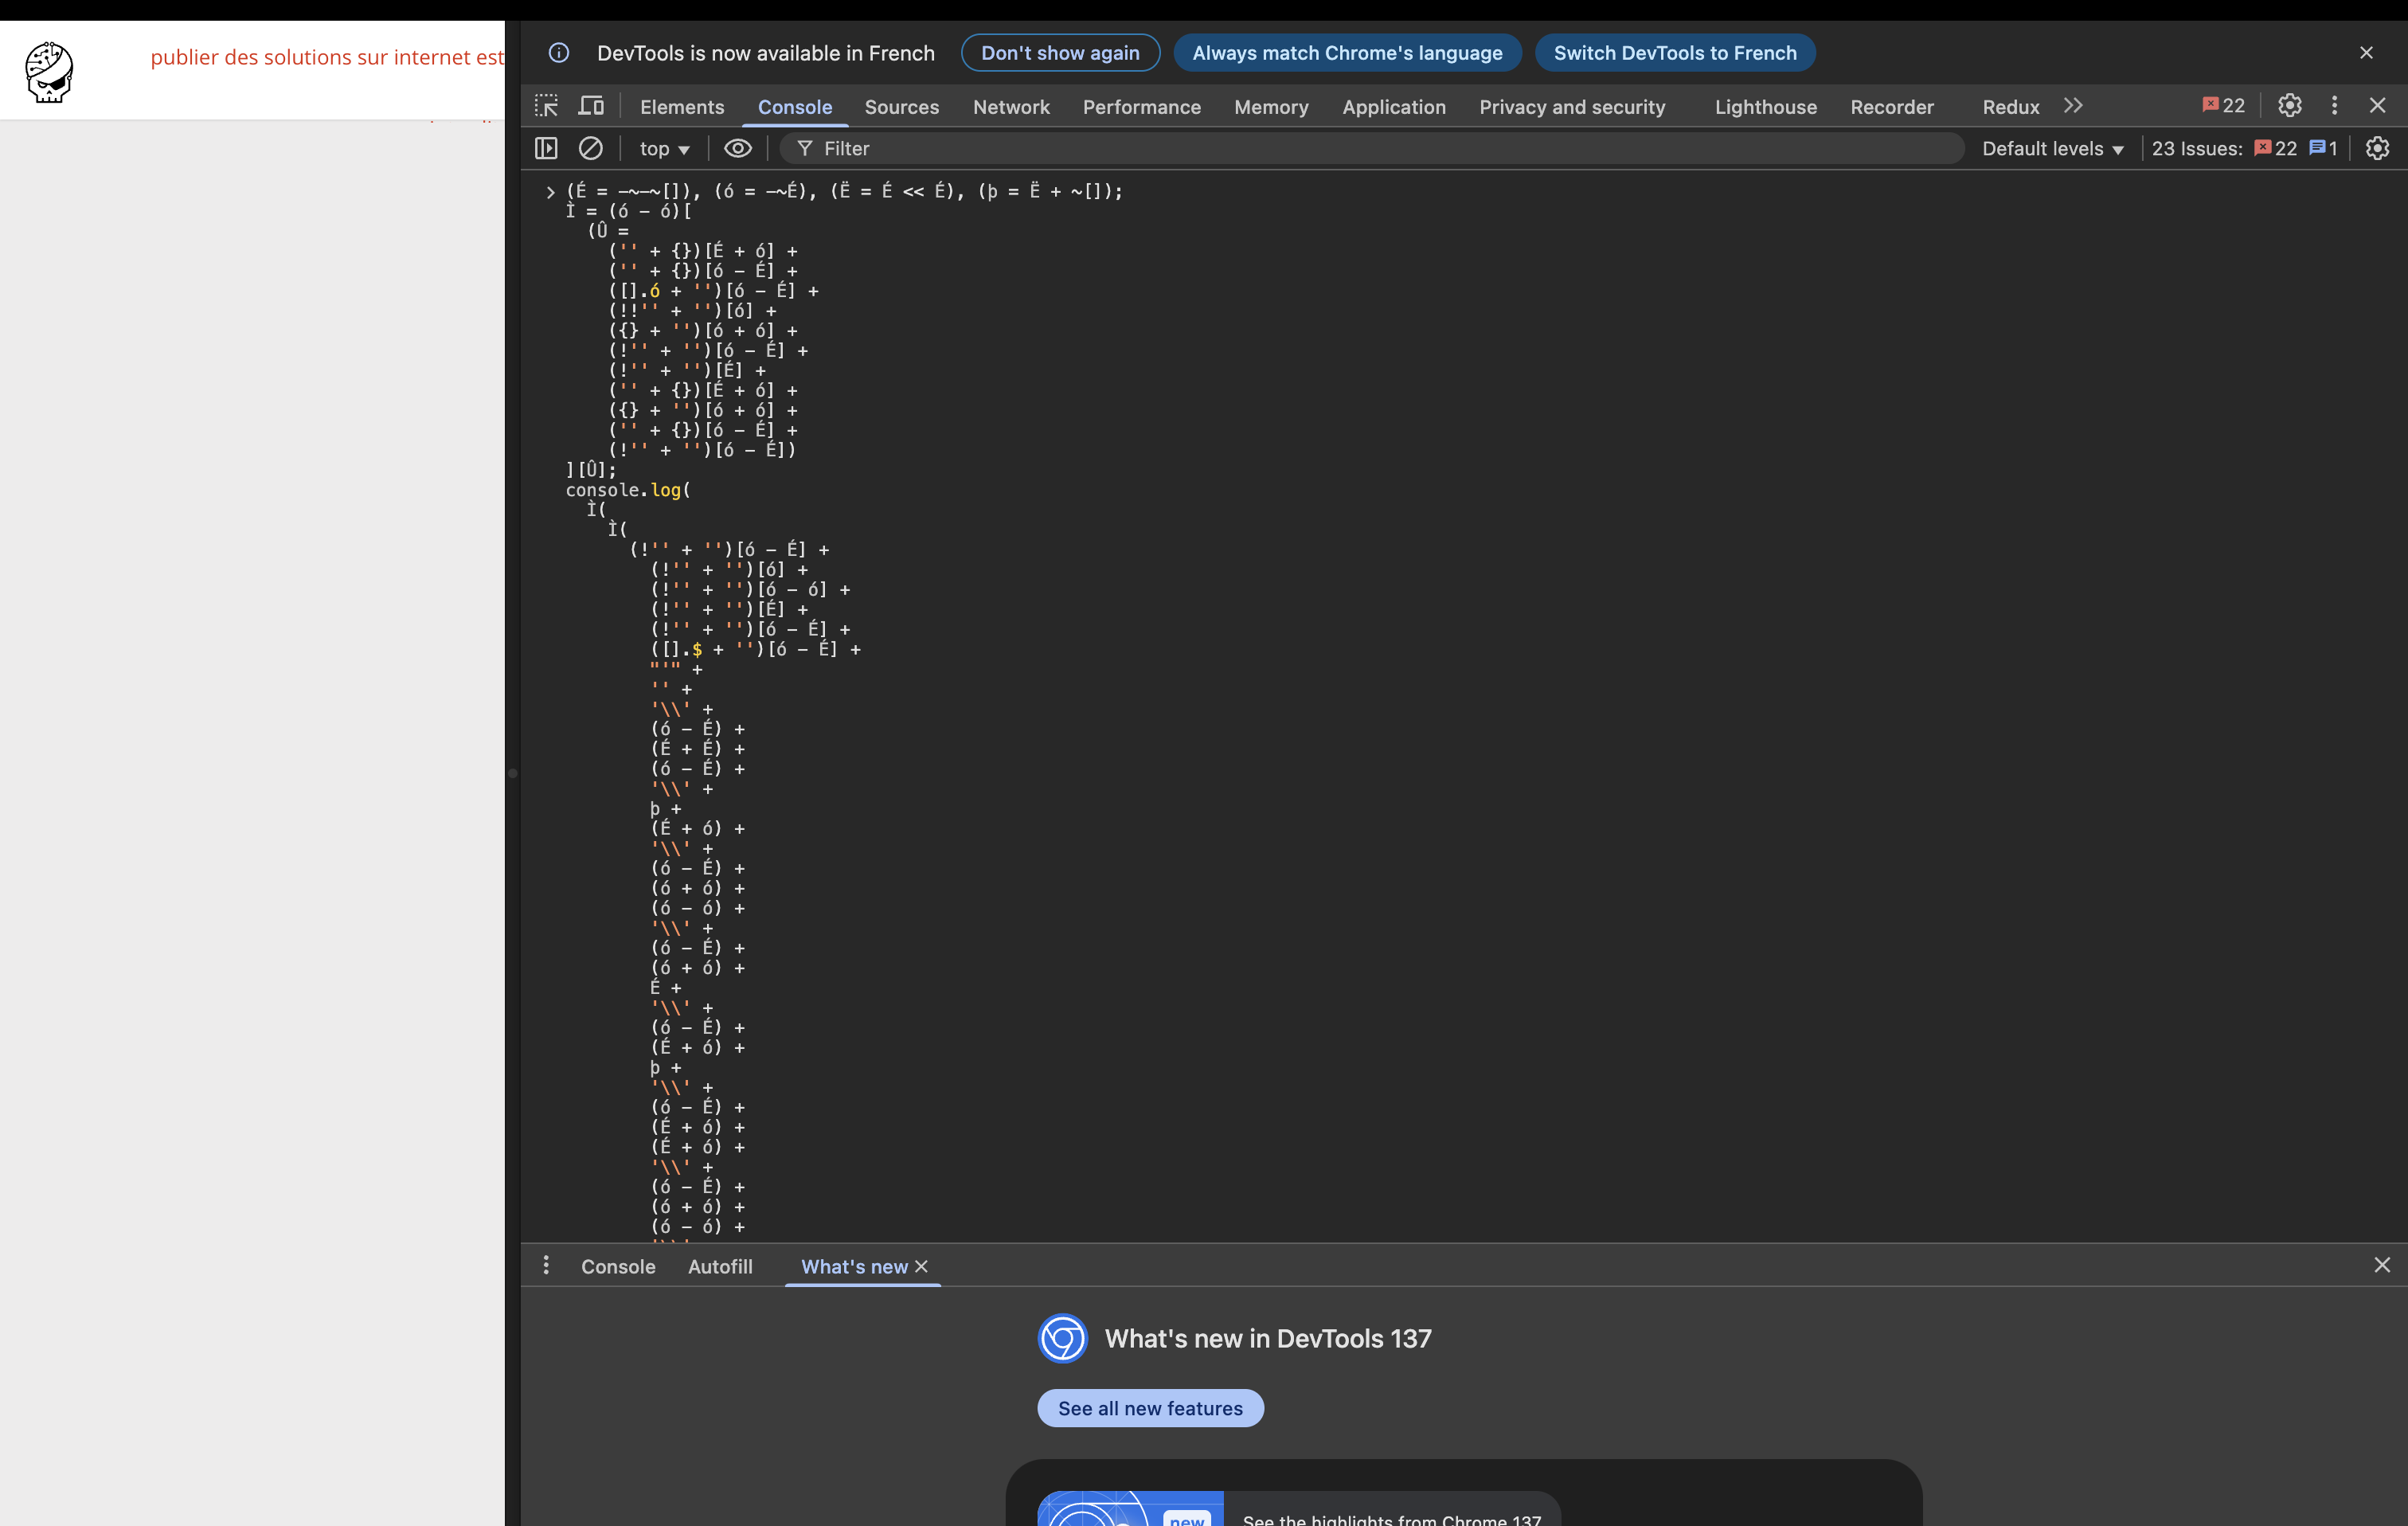 publier des solutions sur internet est
DevTools is now available in French
Don't show again
Always match Chrome's language
Switch DevTools to French
Elements
Console
Sources
Network
Performance
Memory
Application
Privacy and security
Lighthouse
Recorder
Redux
22
top
Filter
Default levels
23 Issues:
22
1
(É = −~−~[]), (ó = −~É), (Ë = É << É), (þ = Ë + ~[]);
Ì = (ó − ó)[
(Û =
('' + {})[É + ó] +
('' + {})[ó − É] +
([].ó + '')[ó − É] +
(!!'' + '')[ó] +
({} + '')[ó + ó] +
(!'' + '')[ó − É] +
(!'' + '')[É] +
('' + {})[É + ó] +
({} + '')[ó + ó] +
('' + {})[ó − É] +
(!'' + '')[ó − É])
][Û];
console.log(
Ì(
Ì(
(!'' + '')[ó − É] +
(!'' + '')[ó] +
(!'' + '')[ó − ó] +
(!'' + '')[É] +
(!'' + '')[ó − É] +
([].$ + '')[ó − É] +
"'" +
'' +
'\\' +
(ó − É) +
(É + É) +
(ó − É) +
'\\' +
þ +
(É + ó) +
'\\' +
(ó − É) +
(ó + ó) +
(ó − ó) +
'\\' +
(ó − É) +
(ó + ó) +
É +
'\\' +
(ó − É) +
(É + ó) +
þ +
'\\' +
(ó − É) +
(É + ó) +
(É + ó) +
'\\' +
(ó − É) +
(ó + ó) +
(ó − ó) +
Console
Autofill
What's new
What's new in DevTools 137
See all new features
new
See the highlights from Chrome 137